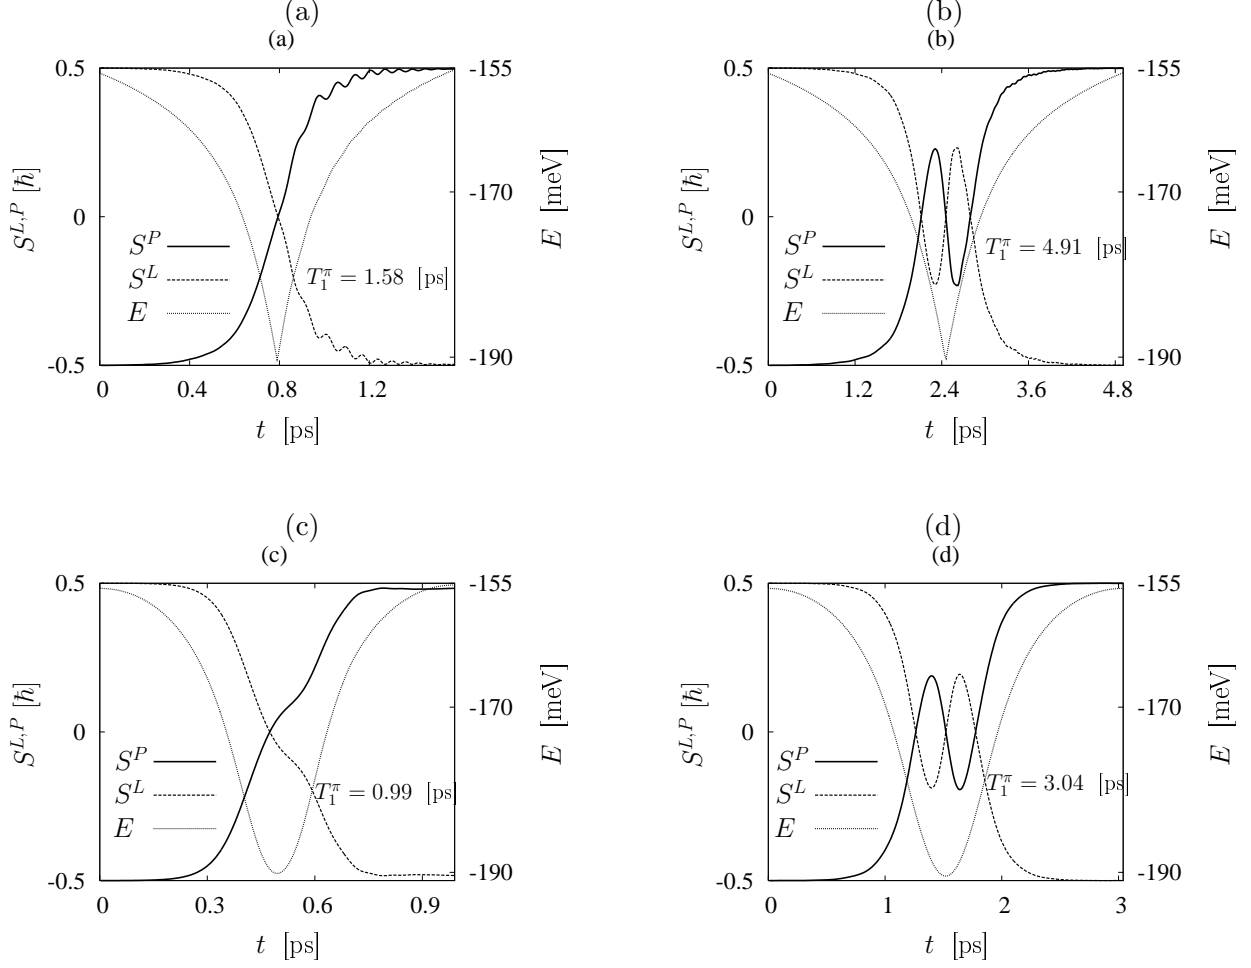 (a)
(a)
0.5
0
-0.5
S^{L,P} [ħ]
-155
-170
-190
E [meV]
S^P
S^L
E
T_1^π = 1.58 [ps]
0
0.4
0.8
1.2
t [ps]
(b)
(b)
0.5
0
-0.5
S^{L,P} [ħ]
-155
-170
-190
E [meV]
S^P
S^L
E
T_1^π = 4.91 [ps]
0
1.2
2.4
3.6
4.8
t [ps]
(c)
(c)
0.5
0
-0.5
S^{L,P} [ħ]
-155
-170
-190
E [meV]
S^P
S^L
E
T_1^π = 0.99 [ps]
0
0.3
0.6
0.9
t [ps]
(d)
(d)
0.5
0
-0.5
S^{L,P} [ħ]
-155
-170
-190
E [meV]
S^P
S^L
E
T_1^π = 3.04 [ps]
0
1
2
3
t [ps]